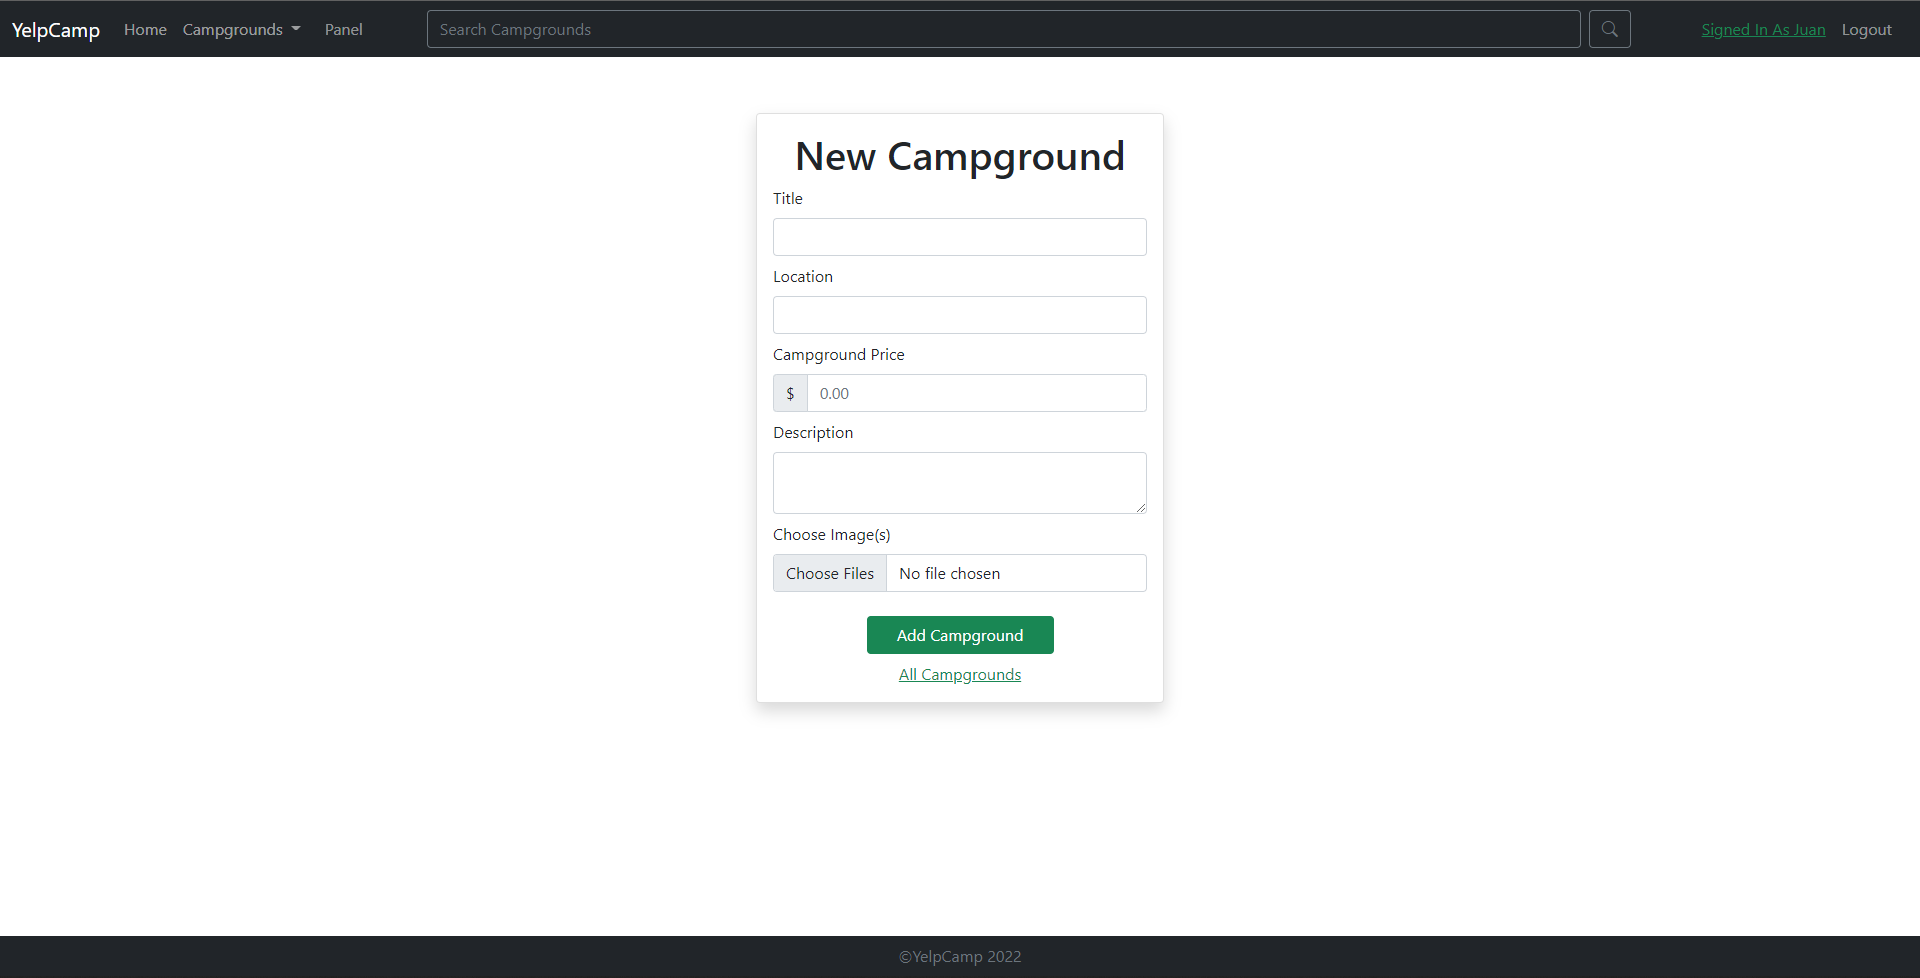 YelpCamp Home Campgrounds Panel Search Campgrounds Signed In As Juan Logout
New Campground
Title
Location
Campground Price
$ 0.00
Description
Choose Image(s)
Choose Files No file chosen
Add Campground
All Campgrounds
©YelpCamp 2022